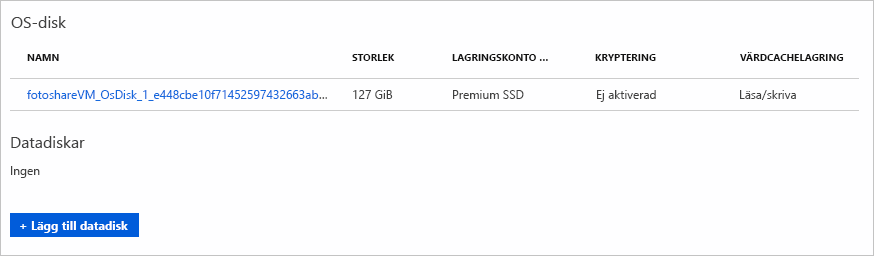 OS-disk
NAMN STORLEK LAGRINGSKONTO ... KRYPTERING VÄRDCACHELAGRING
fotoshareVM_OsDisk_1_e448cbe10f71452597432663ab... 127 GiB Premium SSD Ej aktiverad Läsa/skriva
Datadiskar
Ingen
+ Lägg till datadisk